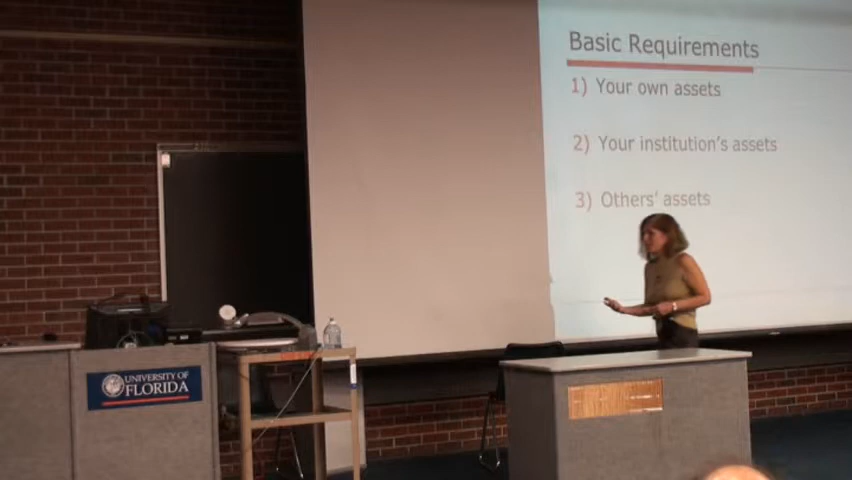 Basic Requirements
1) Your own assets
2) Your institution's assets
3) Others' assets
UNIVERSITY OF
FLORIDA